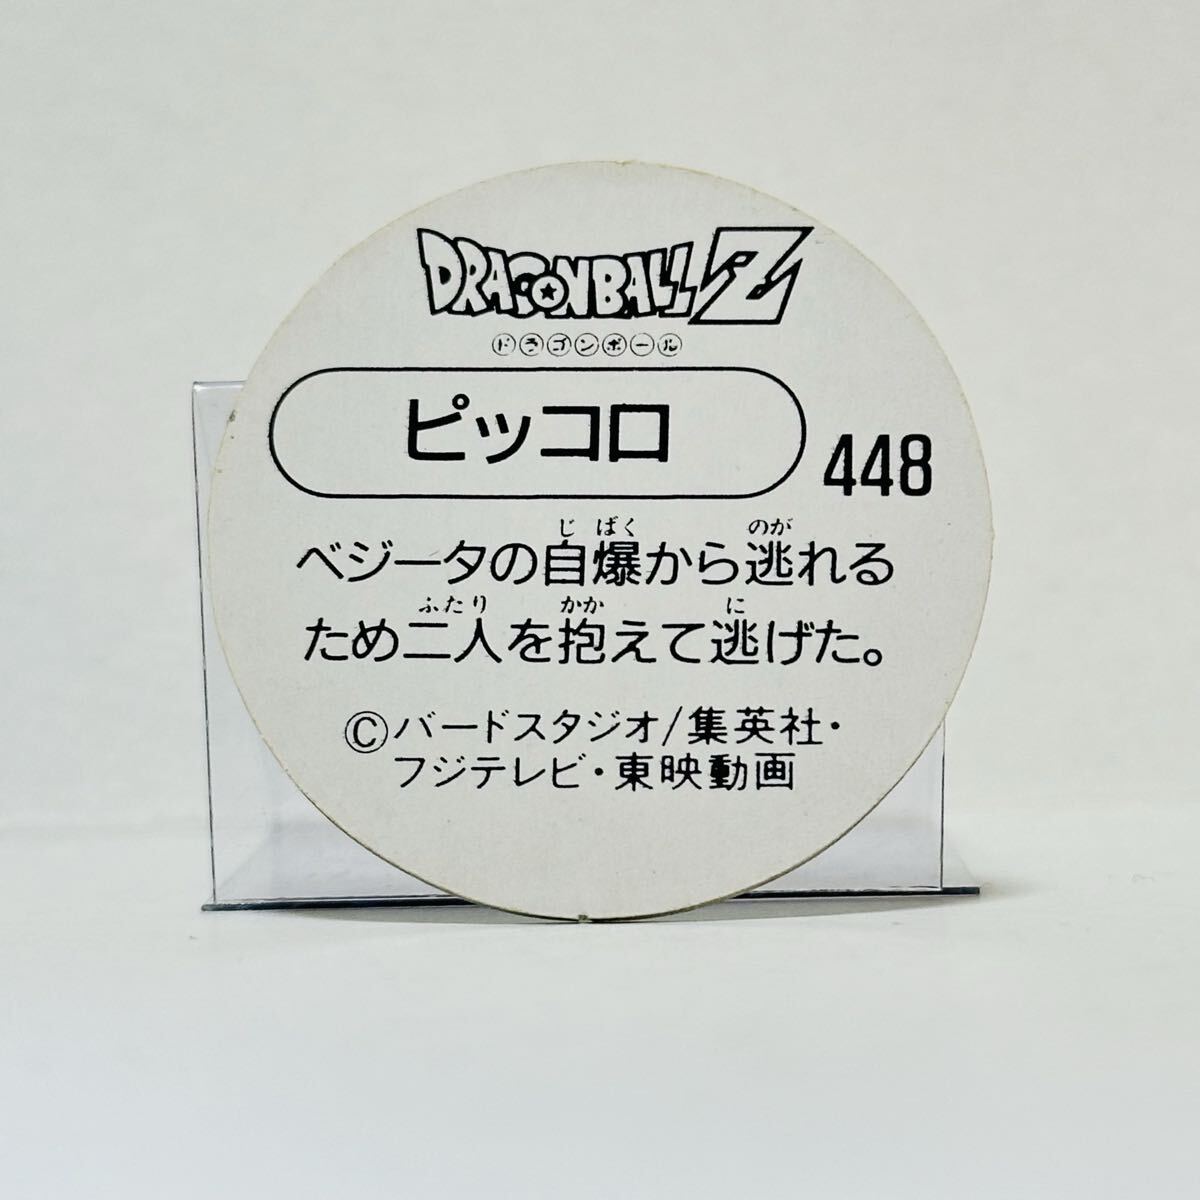 DRAGONBALL Z
ドラゴンボール
ピッコロ
448
じ ばく のが
ベジータの自爆から逃れる
ふたり かか に
ため二人を抱えて逃げた。
©バードスタジオ/集英社・
フジテレビ・東映動画